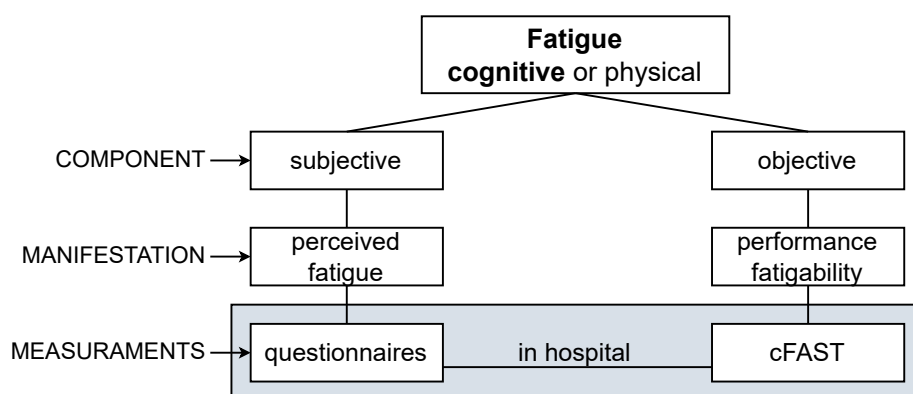 Fatigue
cognitive or physical
COMPONENT
subjective
objective
MANIFESTATION
perceived
fatigue
performance
fatigability
MEASURAMENTS
questionnaires
in hospital
cFAST